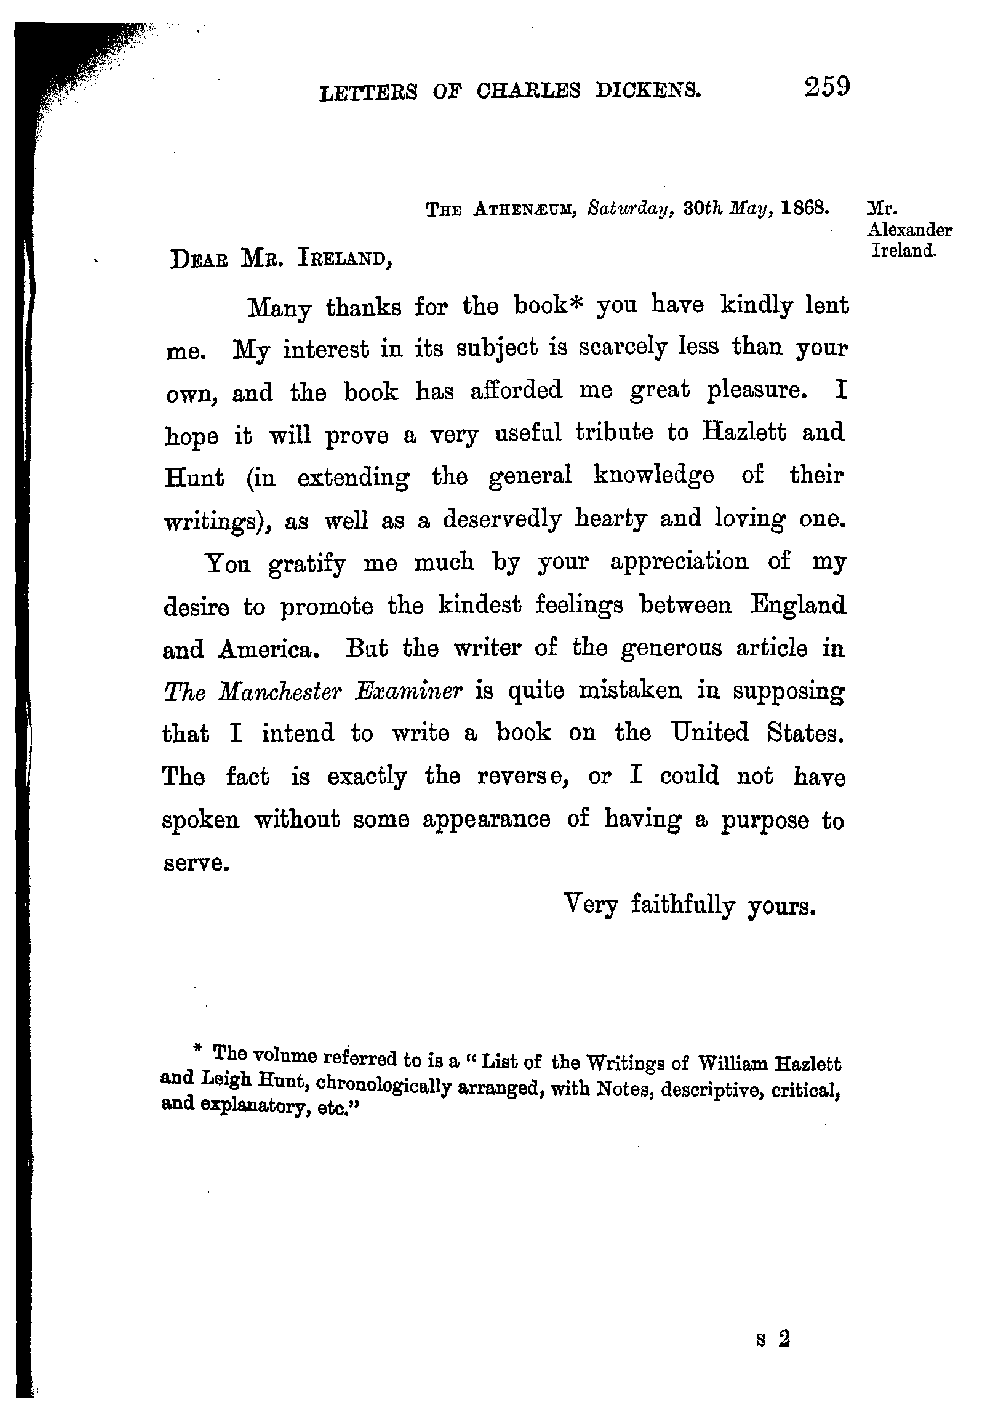 LETTERS OF CHARLES DICKENS. 259
THE ATHENÆUM, Saturday, 30th May, 1868.
Mr.
Alexander
Ireland.
DEAR MR. IRELAND,
Many thanks for the book* you have kindly lent
me. My interest in its subject is scarcely less than your
own, and the book has afforded me great pleasure. I
hope it will prove a very useful tribute to Hazlett and
Hunt (in extending the general knowledge of their
writings), as well as a deservedly hearty and loving one.
You gratify me much by your appreciation of my
desire to promote the kindest feelings between England
and America. But the writer of the generous article in
The Manchester Examiner is quite mistaken in supposing
that I intend to write a book on the United States.
The fact is exactly the reverse, or I could not have
spoken without some appearance of having a purpose to
serve.
Very faithfully yours.
* The volume referred to is a "List of the Writings of William Hazlett
and Leigh Hunt, chronologically arranged, with Notes, descriptive, critical,
and explanatory, etc."
S 2